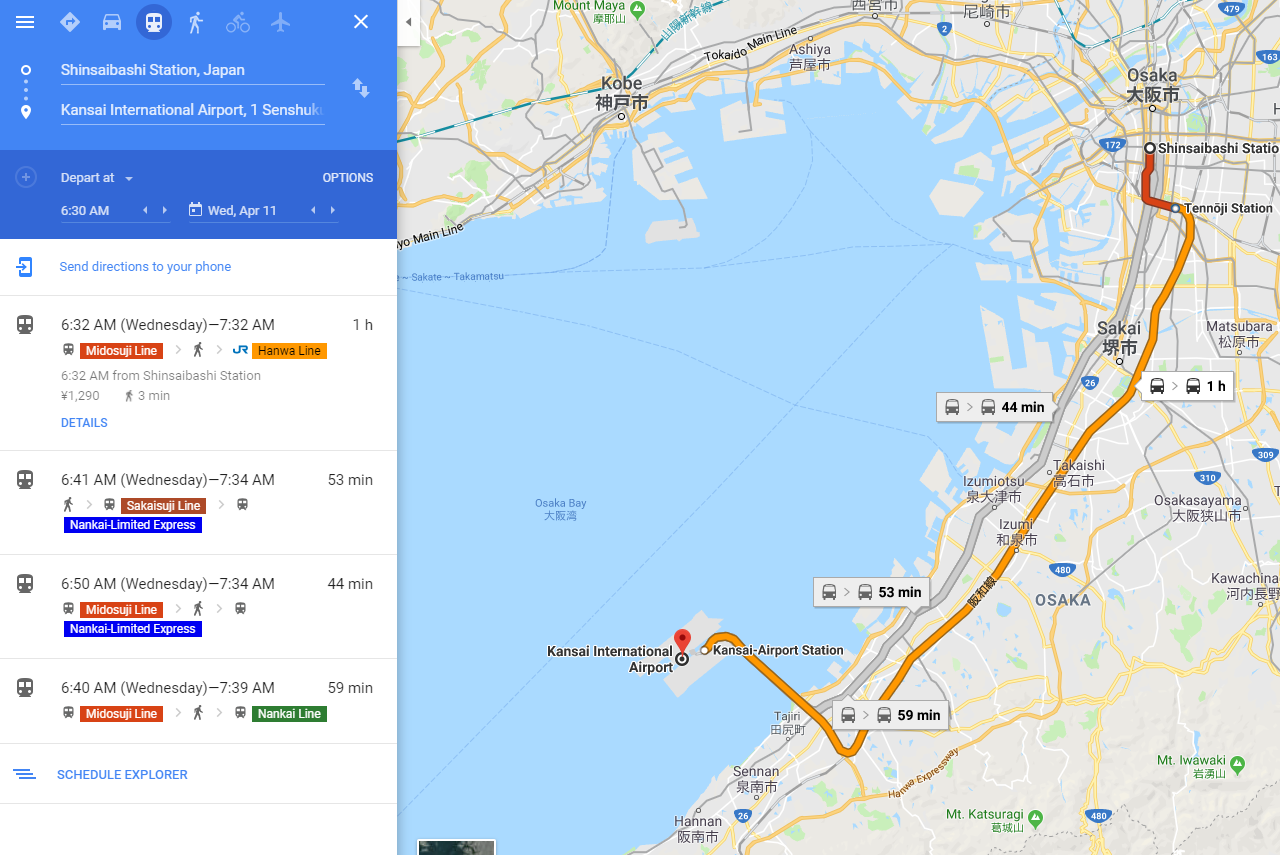 Shinsaibashi Station, Japan
Kansai International Airport, 1 Senshuku
Depart at
OPTIONS
6:30 AM
Wed, Apr 11
Send directions to your phone
6:32 AM (Wednesday)—7:32 AM
1 h
Midosuji Line
JR
Hanwa Line
6:32 AM from Shinsaibashi Station
¥1,290
3 min
DETAILS
6:41 AM (Wednesday)—7:34 AM
53 min
Sakaisuji Line
Nankai-Limited Express
6:50 AM (Wednesday)—7:34 AM
44 min
Midosuji Line
Nankai-Limited Express
6:40 AM (Wednesday)—7:39 AM
59 min
Midosuji Line
Nankai Line
SCHEDULE EXPLORER
Mount Maya
摩耶山
山陽新幹線
西宮市
尼崎市
479
2
Tokaido Main Line
Ashiya
芦屋市
163
Kobe
神戸市
Osaka
大阪市
172
Shinsaibashi Statio
Tennōji Station
yo Main Line
e ~ Sakate ~ Takamatsu
Sakai
堺市
Matsubara
松原市
26
1 h
44 min
309
Takaishi
高石市
310
Izumiotsu
泉大津市
Osakasayama
大阪狭山市
Osaka Bay
大阪湾
Izumi
和泉市
480
Kawachina
河内長野
53 min
阪和線
OSAKA
Kansai International
Airport
Kansai-Airport Station
Tajiri
田尻町
59 min
Sennan
泉南市
Hanwa Expressway
Mt. Iwawaki
岩湧山
26
Mt. Katsuragi
葛城山
480
Hannan
阪南市